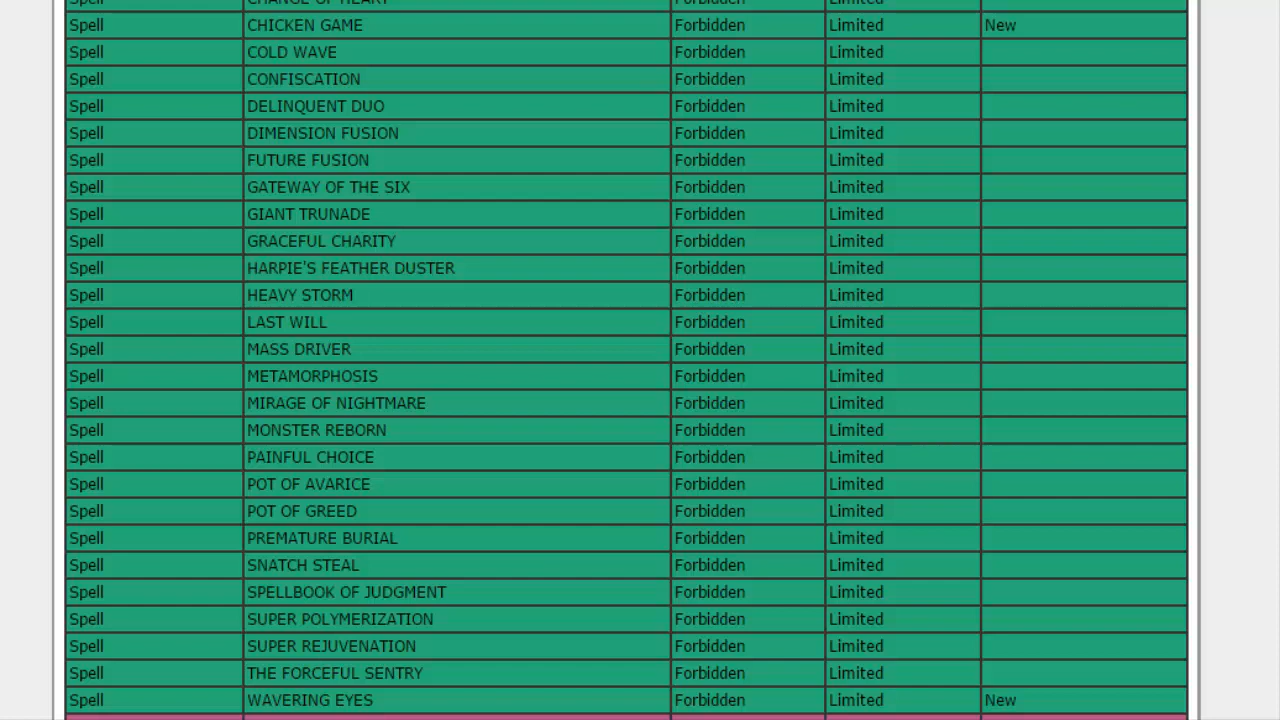 Spell CHANGE OF HEART Forbidden Limited
Spell CHICKEN GAME Forbidden Limited New
Spell COLD WAVE Forbidden Limited
Spell CONFISCATION Forbidden Limited
Spell DELINQUENT DUO Forbidden Limited
Spell DIMENSION FUSION Forbidden Limited
Spell FUTURE FUSION Forbidden Limited
Spell GATEWAY OF THE SIX Forbidden Limited
Spell GIANT TRUNADE Forbidden Limited
Spell GRACEFUL CHARITY Forbidden Limited
Spell HARPIE'S FEATHER DUSTER Forbidden Limited
Spell HEAVY STORM Forbidden Limited
Spell LAST WILL Forbidden Limited
Spell MASS DRIVER Forbidden Limited
Spell METAMORPHOSIS Forbidden Limited
Spell MIRAGE OF NIGHTMARE Forbidden Limited
Spell MONSTER REBORN Forbidden Limited
Spell PAINFUL CHOICE Forbidden Limited
Spell POT OF AVARICE Forbidden Limited
Spell POT OF GREED Forbidden Limited
Spell PREMATURE BURIAL Forbidden Limited
Spell SNATCH STEAL Forbidden Limited
Spell SPELLBOOK OF JUDGMENT Forbidden Limited
Spell SUPER POLYMERIZATION Forbidden Limited
Spell SUPER REJUVENATION Forbidden Limited
Spell THE FORCEFUL SENTRY Forbidden Limited
Spell WAVERING EYES Forbidden Limited New